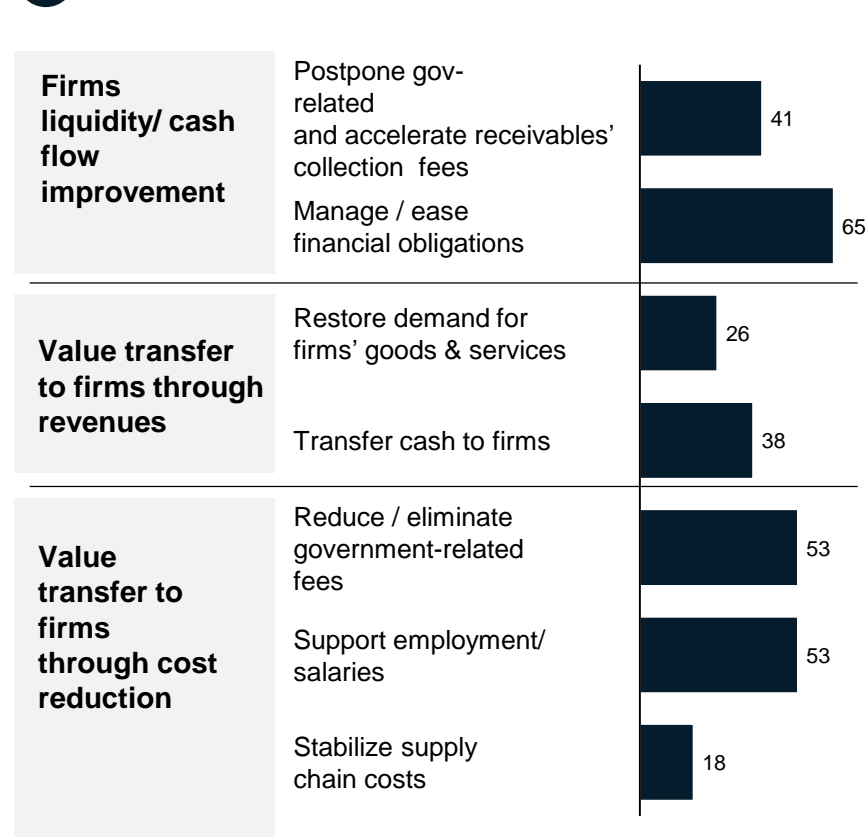 Firms
liquidity/ cash
flow
improvement
Postpone gov-
related
and accelerate receivables’
collection  fees
41
Manage / ease
financial obligations
65
Value transfer
to firms through
revenues
Restore demand for
firms’ goods & services
26
Transfer cash to firms
38
Value
transfer to
firms
through cost
reduction
Reduce / eliminate
government-related
fees
53
Support employment/
salaries
53
Stabilize supply
chain costs
18